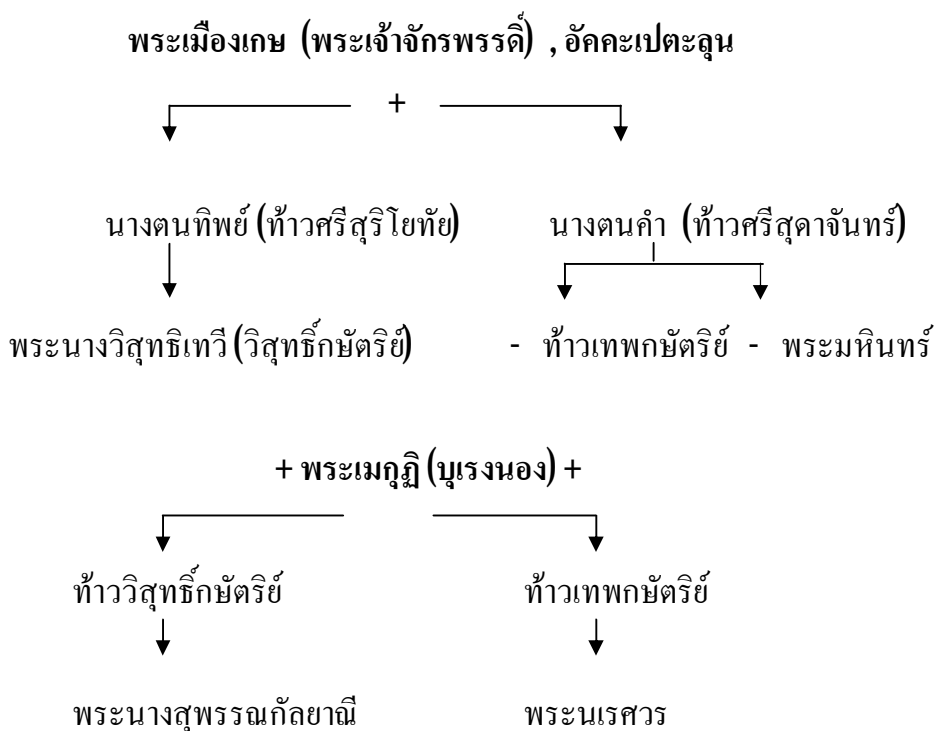 พระเมืองเกษ (พระเจ้าจักรพรรดิ์) , อัคคะเปตะลุน
+
นางตนทิพย์ (ท้าวศรีสุริโยทัย) นางตนคำ (ท้าวศรีสุดาจันทร์)
พระนางวิสุทธิเทวี (วิสุทธิ์กษัตริย์) - ท้าวเทพกษัตริย์ - พระมหินทร์
+ พระเมกุฏิ (บุเรงนอง) +
ท้าววิสุทธิ์กษัตริย์ ท้าวเทพกษัตริย์
พระนางสุพรรณกัลยาณี พระนเรศวร